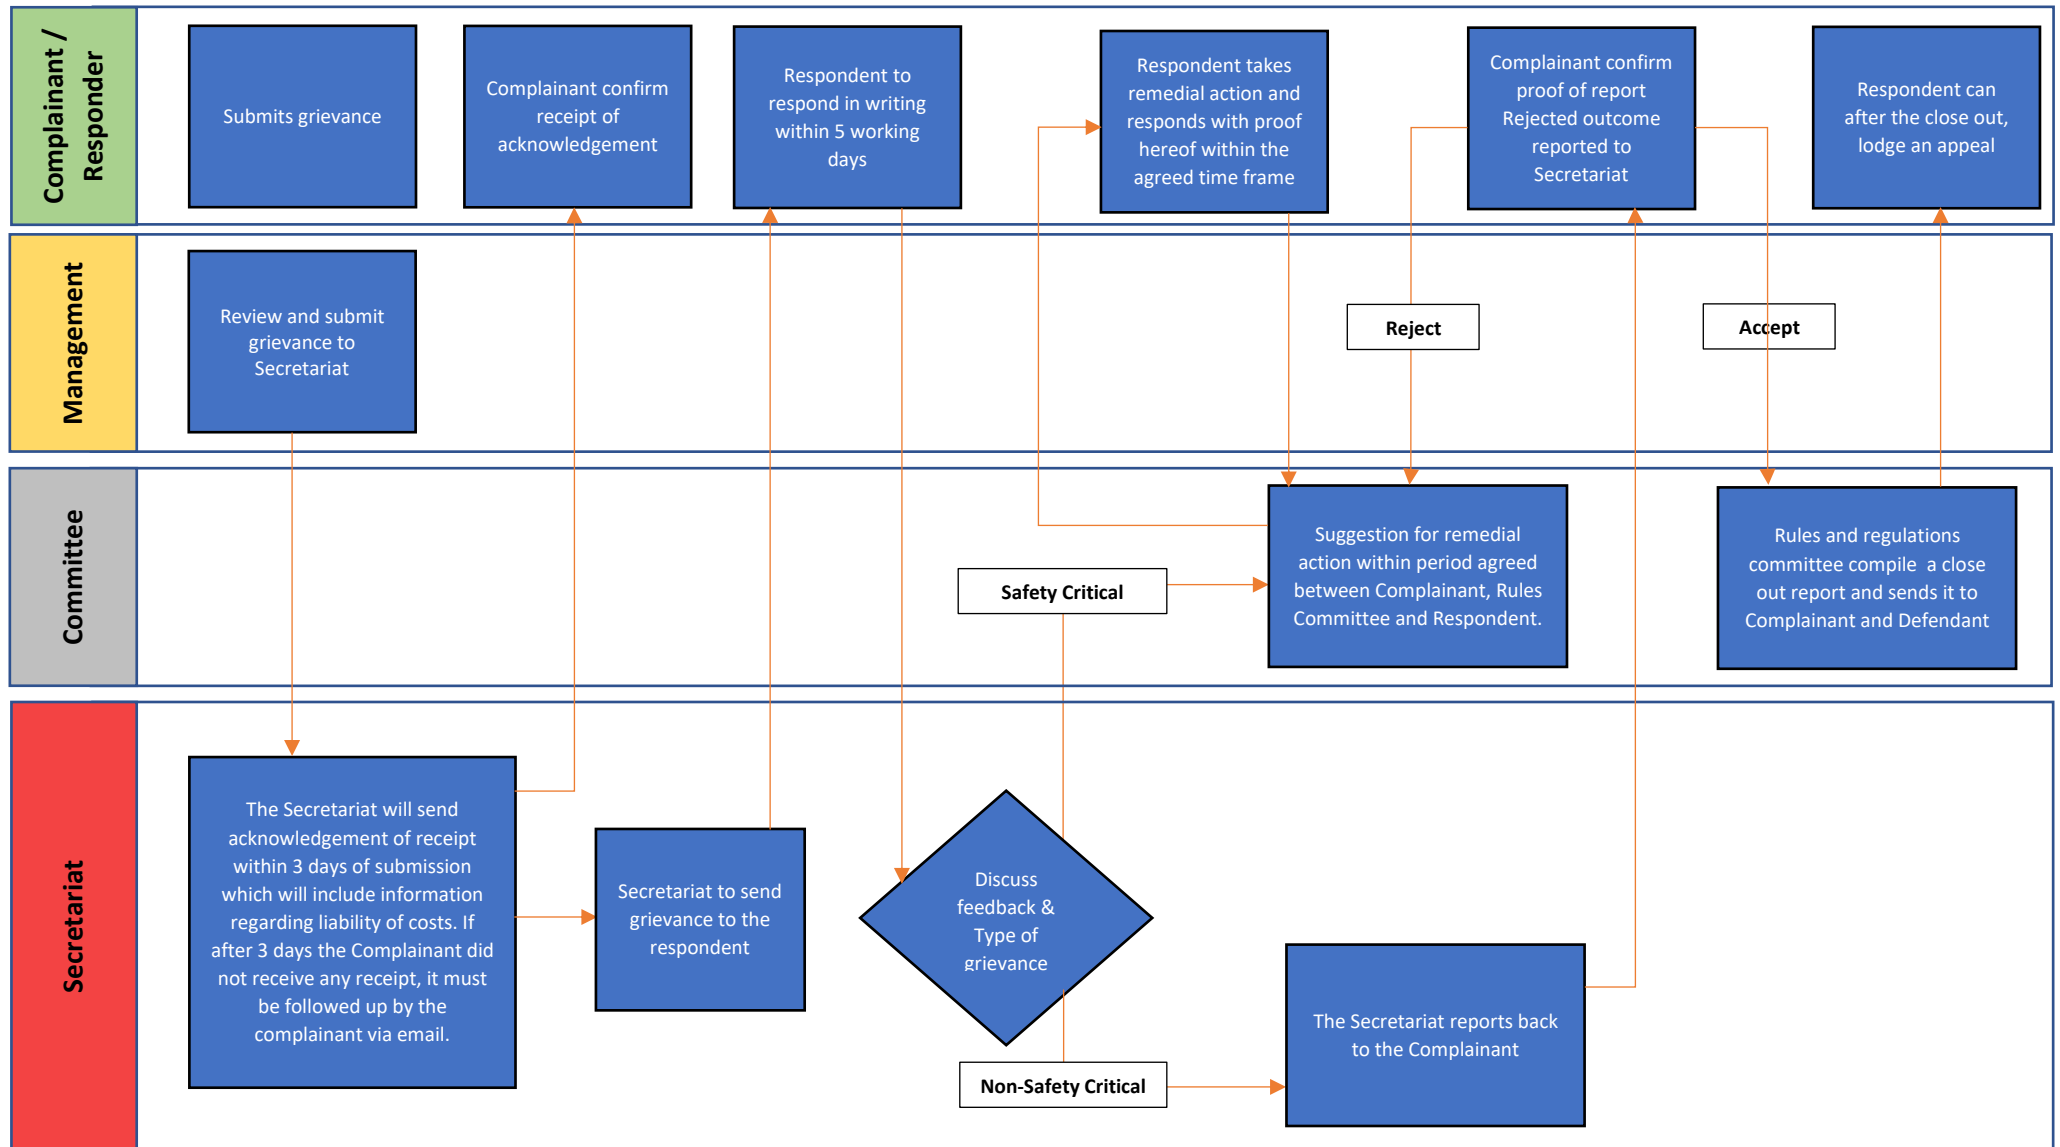 Complainant /
Responder
Submits grievance
Complainant confirm
receipt of
acknowledgement
Respondent to
respond in writing
within 5 working
days
Respondent takes
remedial action and
responds with proof
hereof within the
agreed time frame
Complainant confirm
proof of report
Rejected outcome
reported to
Secretariat
Respondent can
after the close out,
lodge an appeal
Management
Review and submit
grievance to
Secretariat
Reject
Accept
Committee
Safety Critical
Suggestion for remedial
action within period agreed
between Complainant, Rules
Committee and Respondent.
Rules and regulations
committee compile  a close
out report and sends it to
Complainant and Defendant
Secretariat
The Secretariat will send
acknowledgement of receipt
within 3 days of submission
which will include information
regarding liability of costs. If
after 3 days the Complainant did
not receive any receipt, it must
be followed up by the
complainant via email.
Secretariat to send
grievance to the
respondent
Discuss
feedback &
Type of
grievance
Non-Safety Critical
The Secretariat reports back
to the Complainant